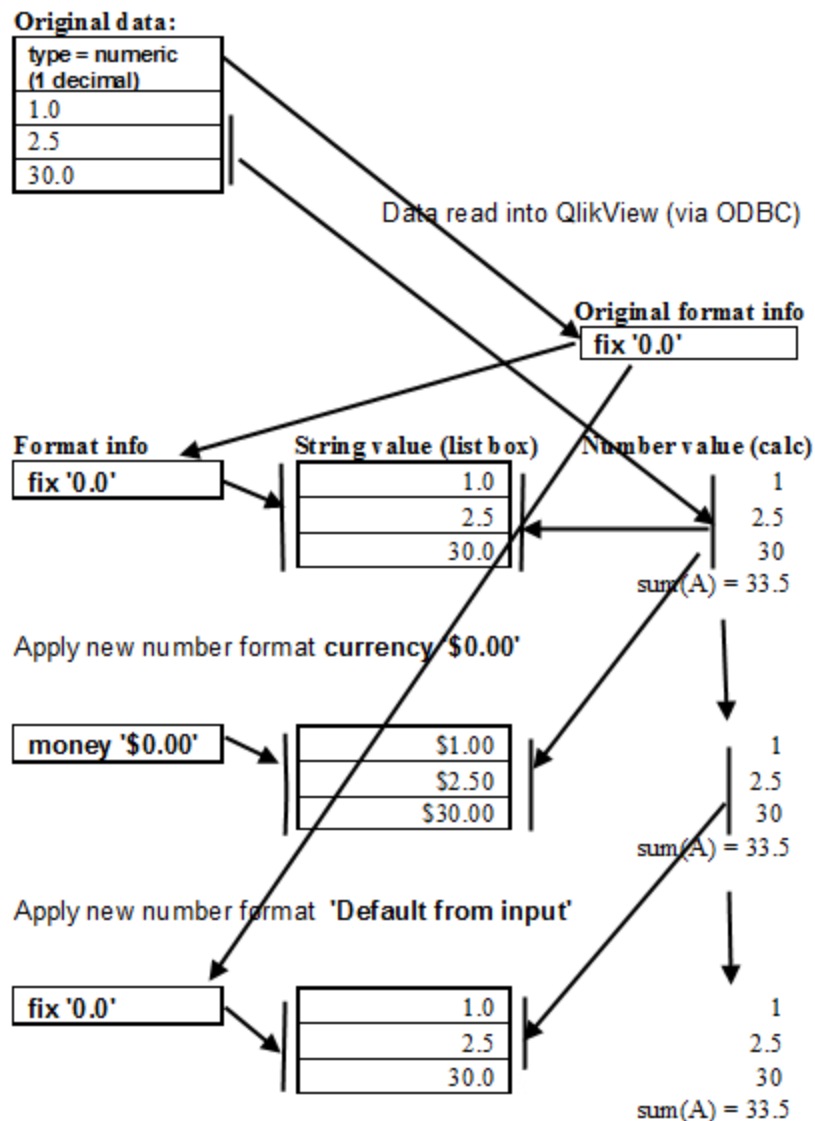 Original data:
type = numeric
(1 decimal)
1.0
2.5
30.0
Data read into QlikView (via ODBC)
Original format info
fix '0.0'
Format info String value (list box) Number value (calc)
fix '0.0' 1.0 1
2.5 2.5
30.0 30
sum(A) = 33.5
Apply new number format currency '$0.00'
money '$0.00' $1.00 1
$2.50 2.5
$30.00 30
sum(A) = 33.5
Apply new number format 'Default from input'
fix '0.0' 1.0 1
2.5 2.5
30.0 30
sum(A) = 33.5